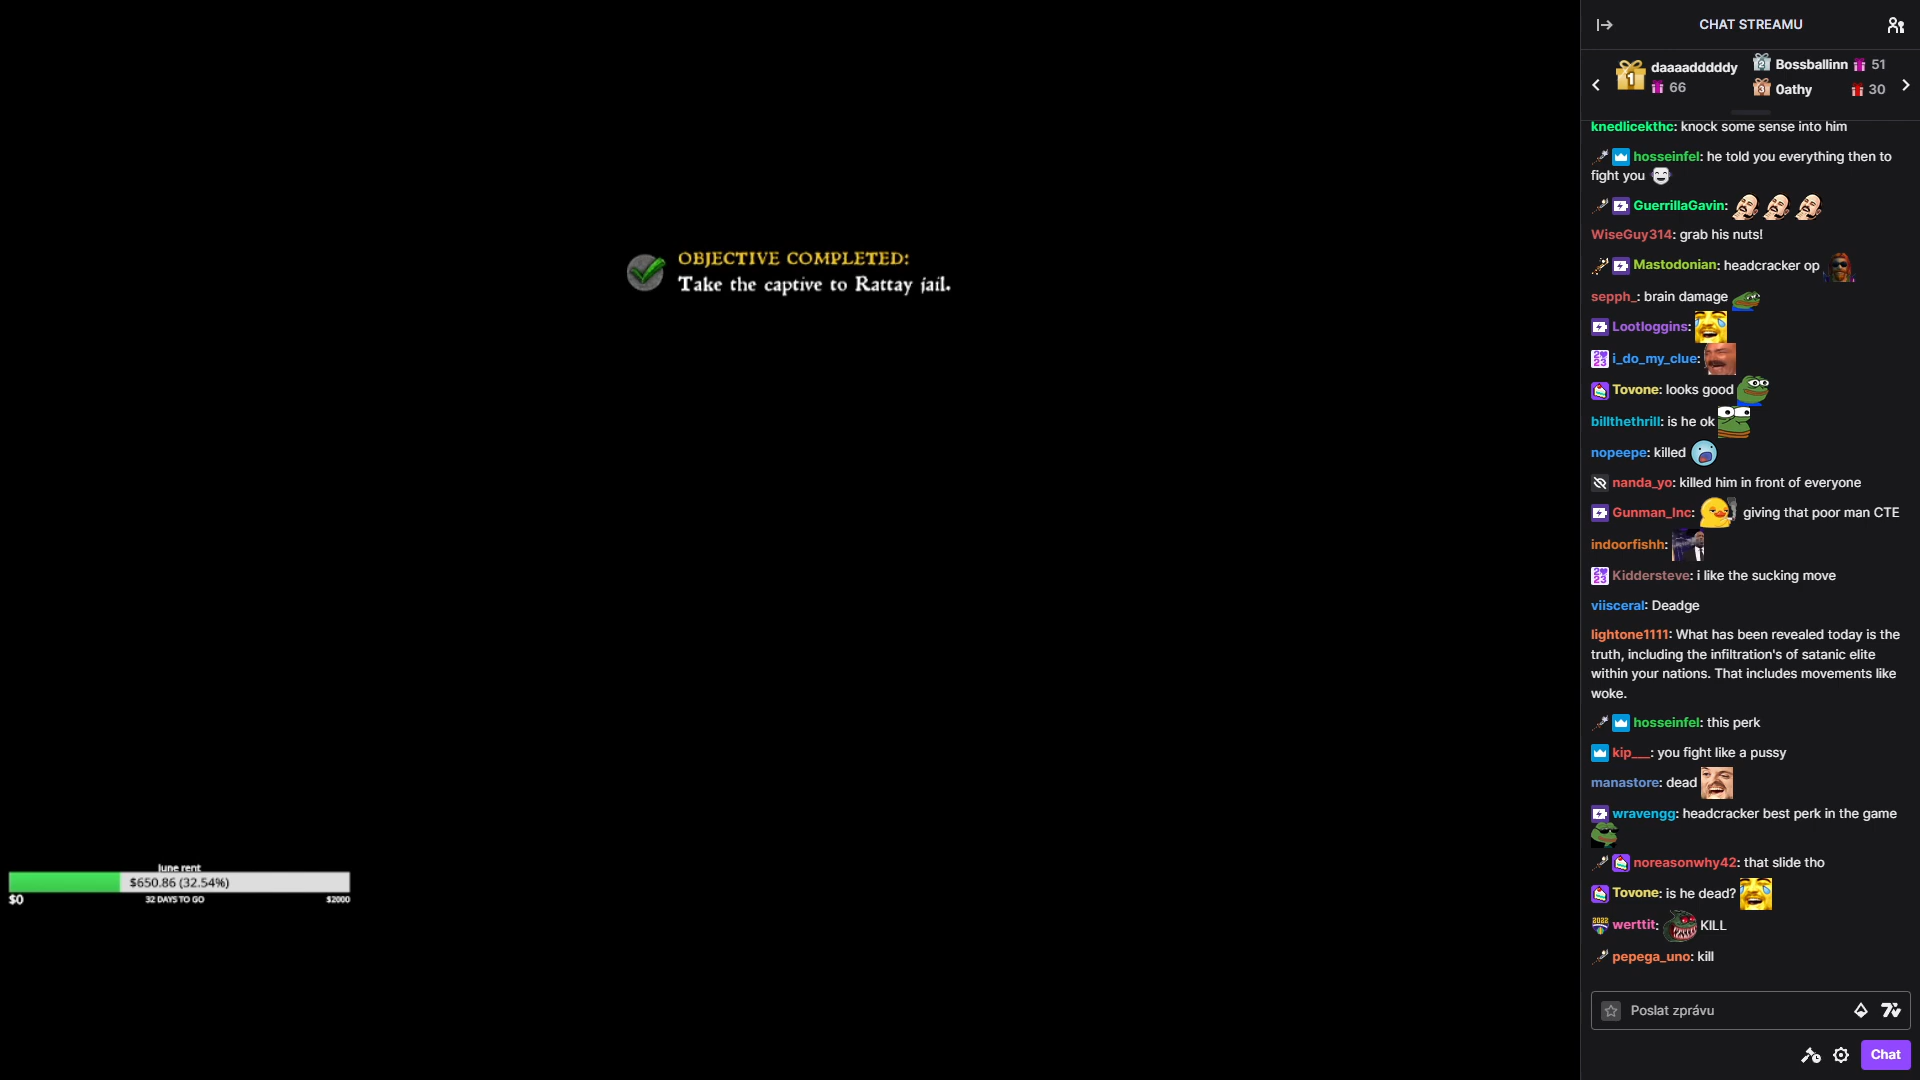 OBJECTIVE COMPLETED:
Take the captive to Rattay jail.
June rent
$650.86 (32.54%)
$0
32 DAYS TO GO
$2000
CHAT STREAMU
1
daaaadddddy
66
2
Bossballinn
51
3
0athy
30
knedlicekthc: knock some sense into him
hosseinfel: he told you everything then to
fight you
GuerrillaGavin:
WiseGuy314: grab his nuts!
Mastodonian: headcracker op
sepph_: brain damage
Lootloggins:
i_do_my_clue:
Tovone: looks good
billthethrill: is he ok
nopeepe: killed
nanda_yo: killed him in front of everyone
Gunman_Inc: giving that poor man CTE
indoorfishh:
Kiddersteve: i like the sucking move
viisceral: Deadge
lightone1111: What has been revealed today is the
truth, including the infiltration's of satanic elite
within your nations. That includes movements like
woke.
hosseinfel: this perk
kip___: you fight like a pussy
manastore: dead
wravengg: headcracker best perk in the game
noreasonwhy42: that slide tho
Tovone: is he dead?
werttit: KILL
pepega_uno: kill
Poslat zprávu
Chat